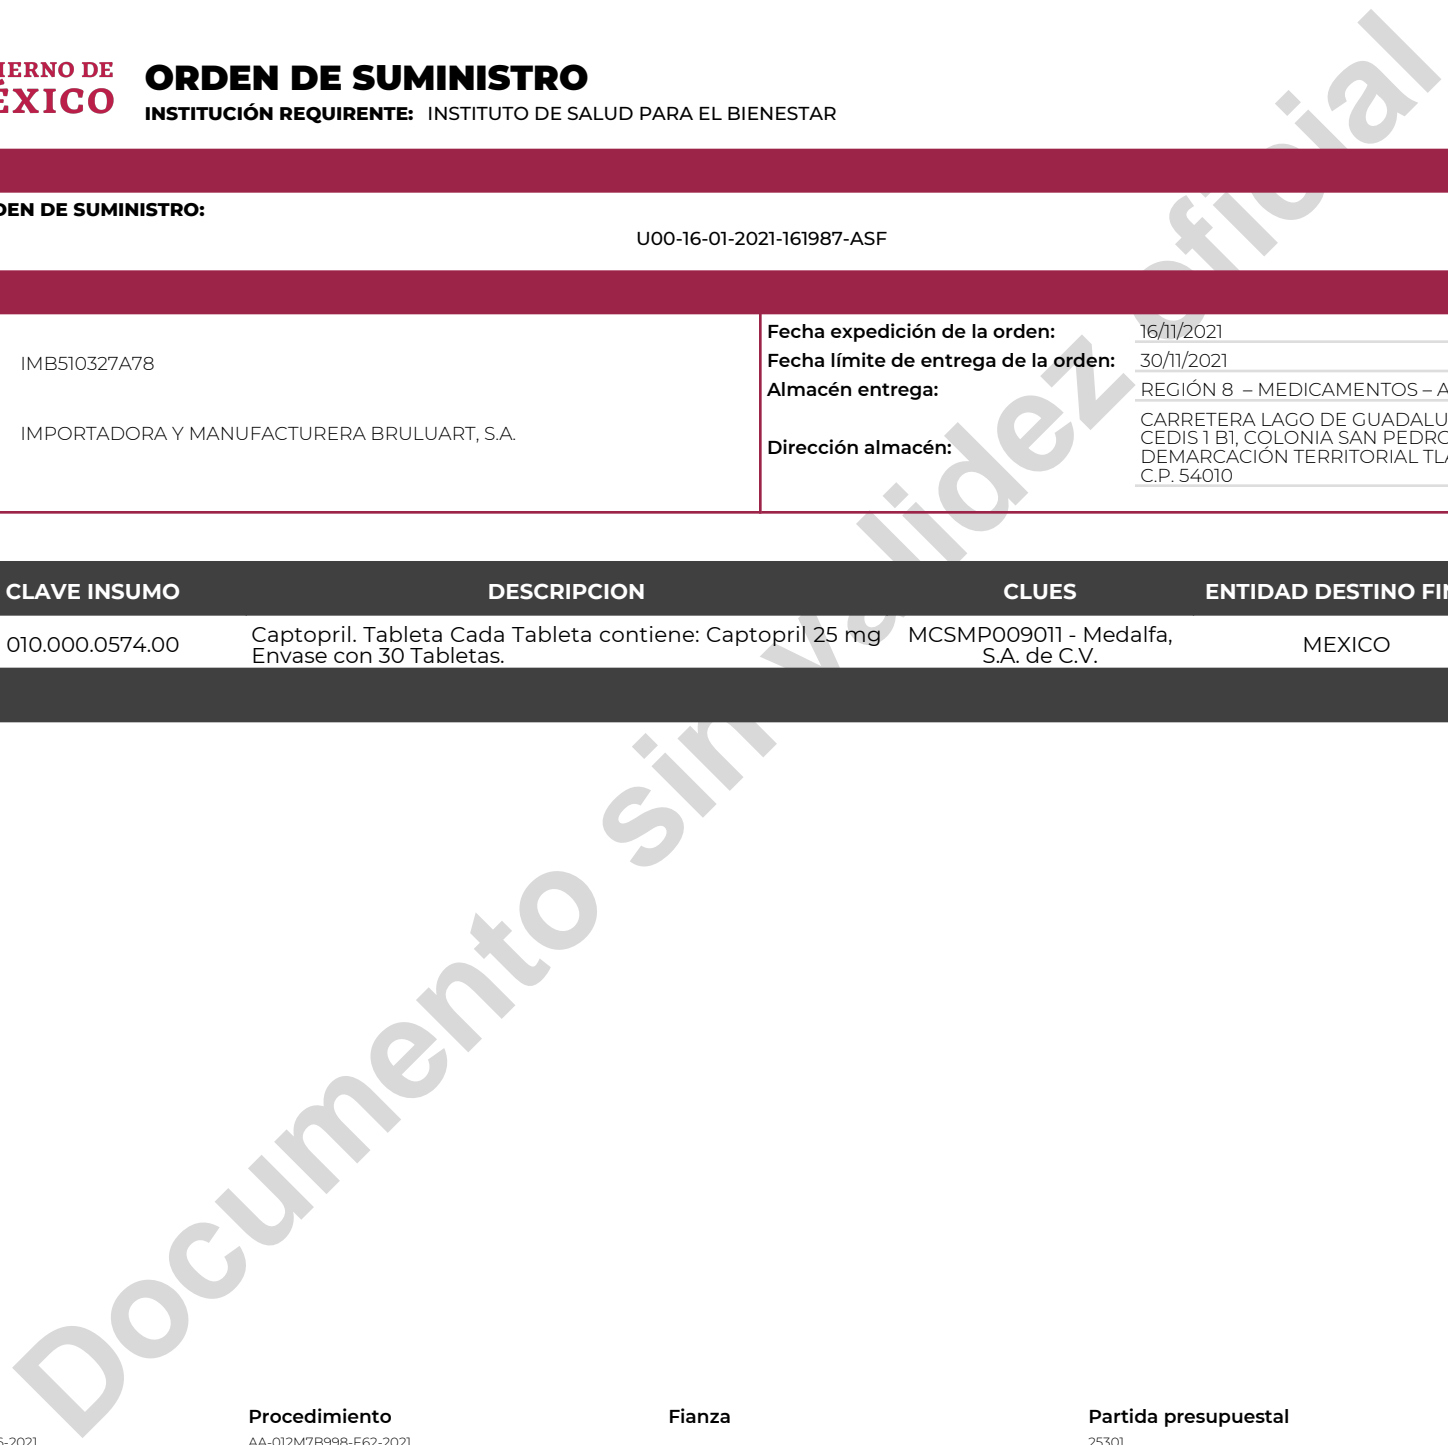 IERNO DE
ÉXICO
ORDEN DE SUMINISTRO
INSTITUCIÓN REQUIRENTE: INSTITUTO DE SALUD PARA EL BIENESTAR
DEN DE SUMINISTRO:
U00-16-01-2021-161987-ASF
IMB510327A78
IMPORTADORA Y MANUFACTURERA BRULUART, S.A.
Fecha expedición de la orden: 16/11/2021
Fecha límite de entrega de la orden: 30/11/2021
Almacén entrega: REGIÓN 8 – MEDICAMENTOS – A
Dirección almacén:
CARRETERA LAGO DE GUADALU
CEDIS 1 B1, COLONIA SAN PEDRO
DEMARCACIÓN TERRITORIAL TLA
C.P. 54010
CLAVE INSUMO DESCRIPCION CLUES ENTIDAD DESTINO FIN
010.000.0574.00
Captopril. Tableta Cada Tableta contiene: Captopril 25 mg
Envase con 30 Tabletas.
MCSMP009011 - Medalfa,
S.A. de C.V.
MEXICO
Documento sin validez oficial
Procedimiento Fianza Partida presupuestal
6-2021 AA-012M7B998-E62-2021 25301